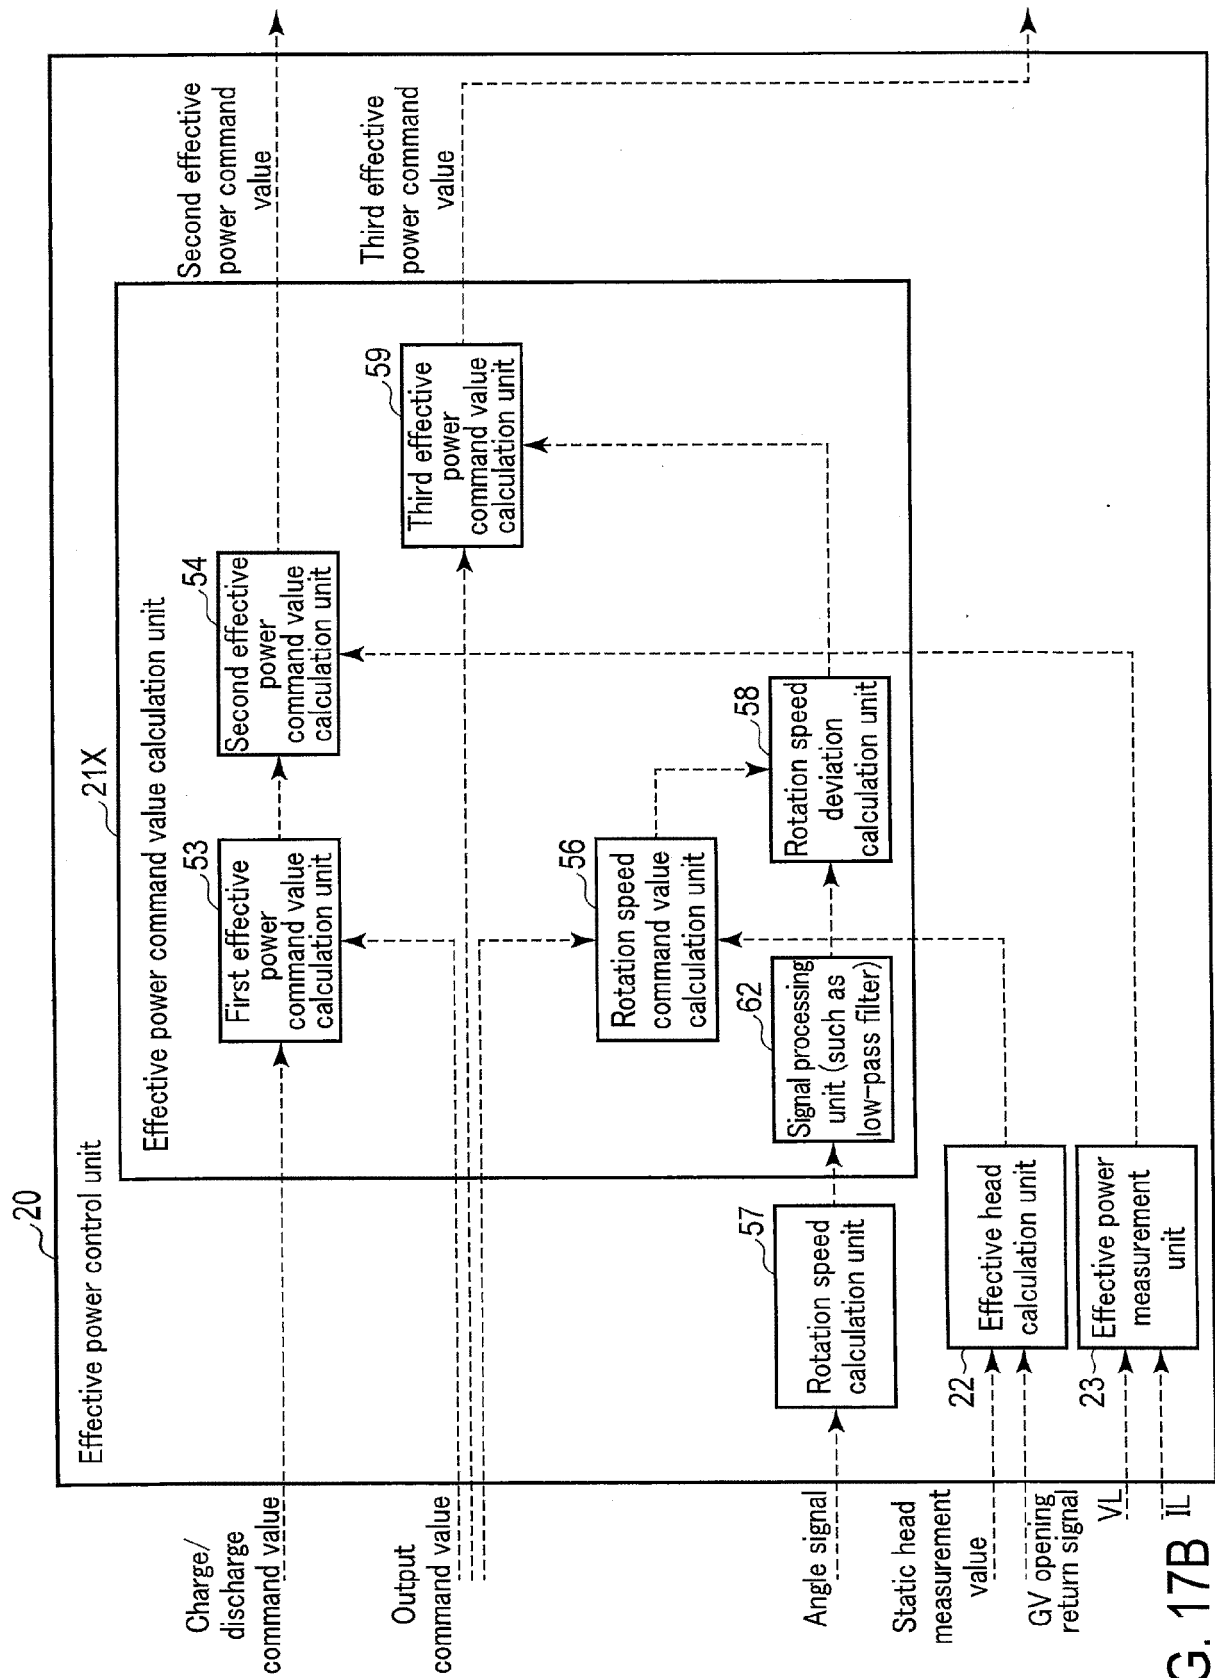 20
Effective power control unit
21X
Effective power command value calculation unit
Charge/
discharge
command value
Output
command value
Angle signal
Static head
measurement
value
GV opening
return signal
VL
IL
53
First effective
power
command value
calculation unit
54
Second effective
power
command value
calculation unit
Second effective
power command
value
59
Third effective
power
command value
calculation unit
Third effective
power command
value
56
Rotation speed
command value
calculation unit
57
Rotation speed
calculation unit
62
Signal processing
unit (such as
low-pass filter)
58
Rotation speed
deviation
calculation unit
22
Effective head
calculation unit
23
Effective power
measurement
unit
G. 17B